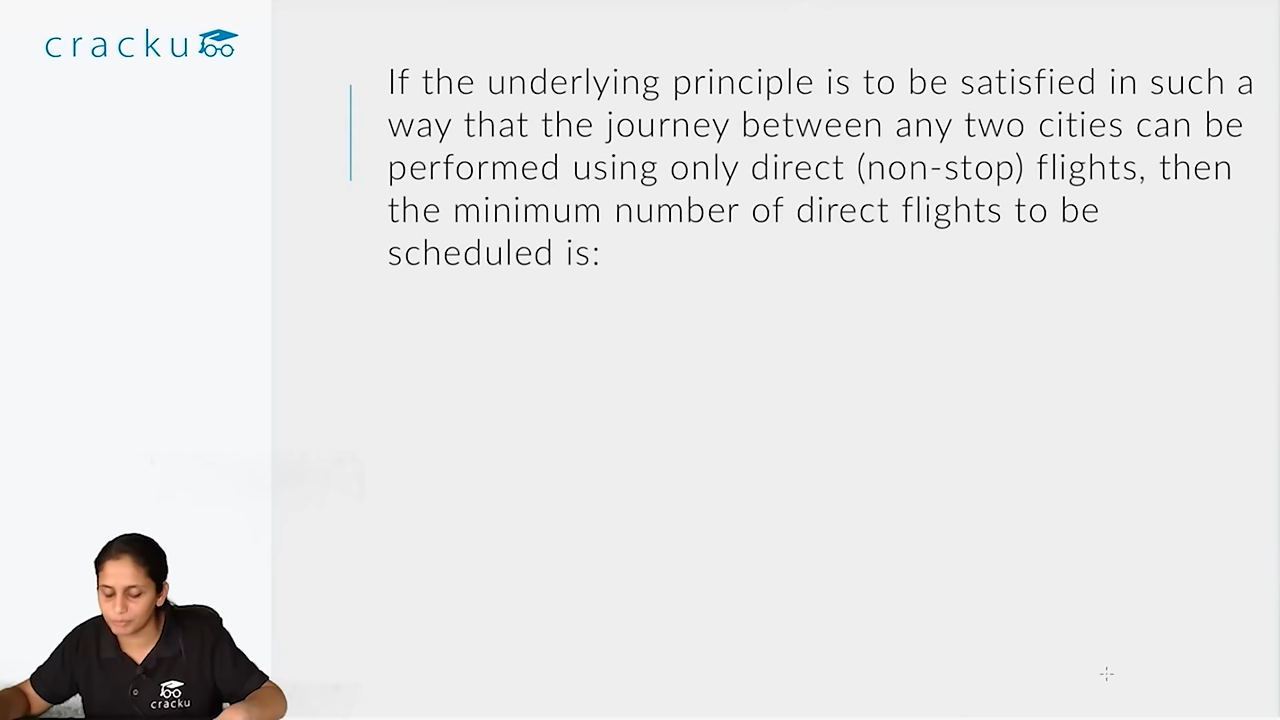 cracku
If the underlying principle is to be satisfied in such a
way that the journey between any two cities can be
performed using only direct (non-stop) flights, then
the minimum number of direct flights to be
scheduled is:
cracku